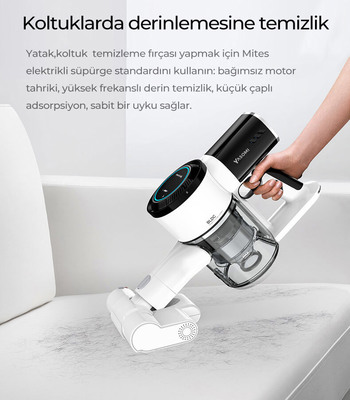 Koltuklarda derinlemesine temizlik
Yatak,koltuk temizleme fırçası yapmak için Mites
elektrikli süpürge standardını kullanın: bağımsız motor
tahriki, yüksek frekanslı derin temizlik, küçük çaplı
adsorpsiyon, sabit bir uyku sağlar.